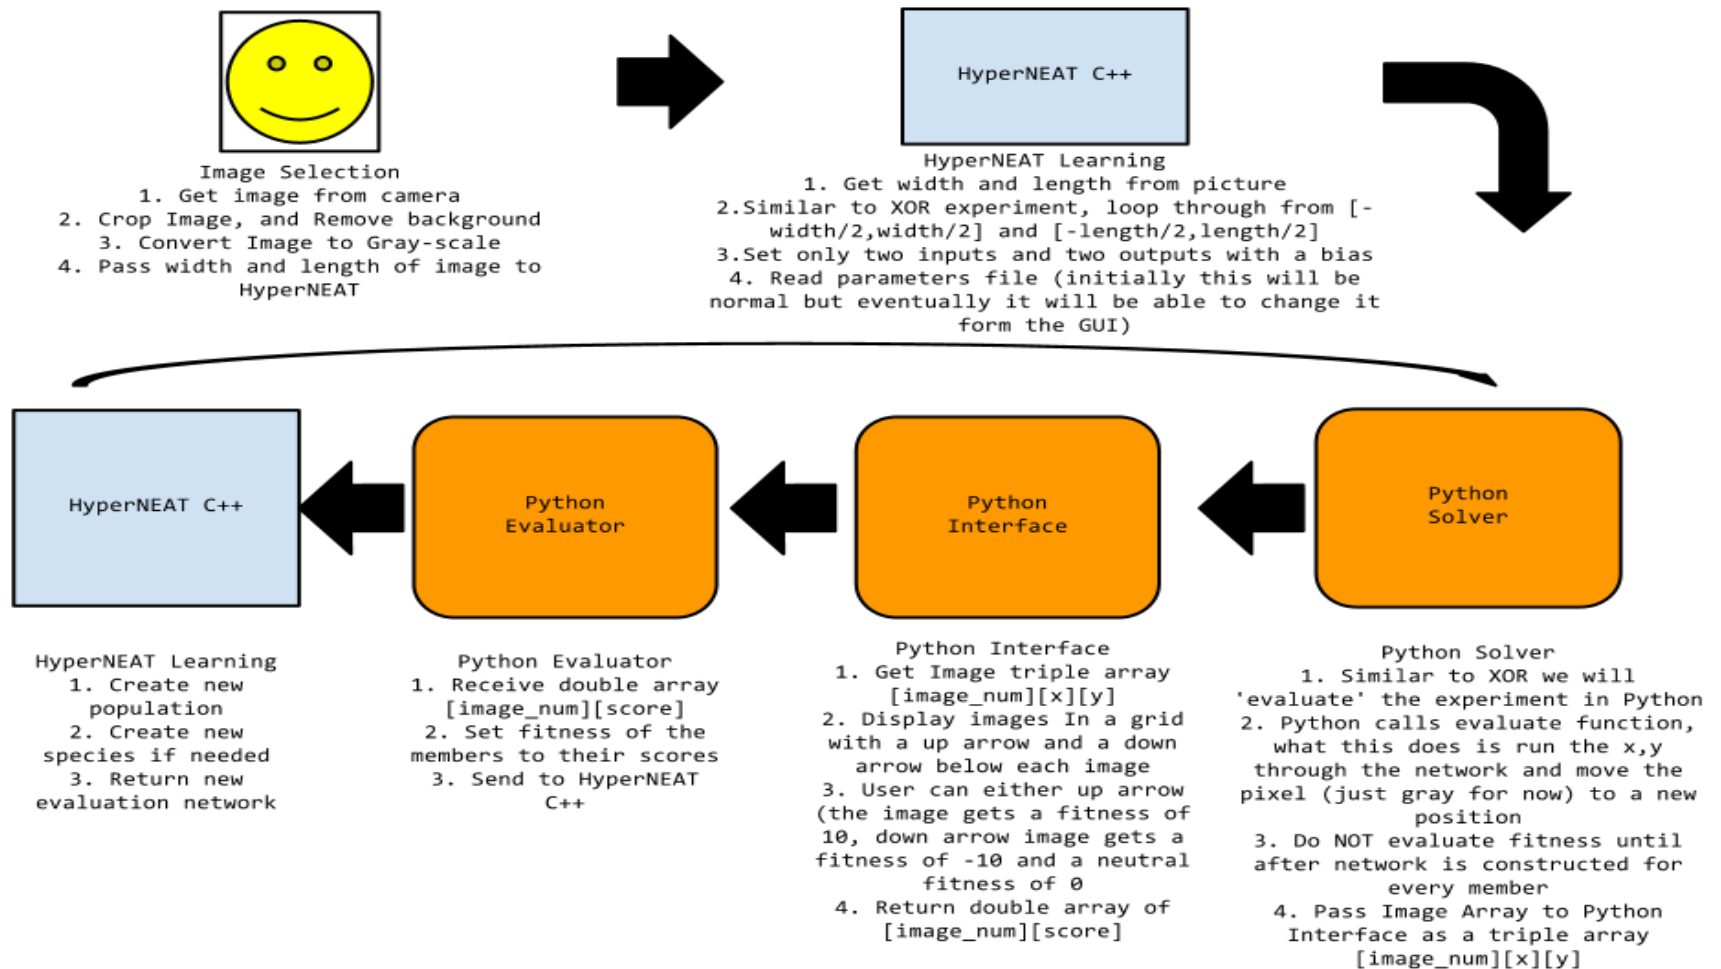 HyperNEAT C++
Image Selection
1. Get image from camera
2. Crop Image, and Remove background
3. Convert Image to Gray-scale
4. Pass width and length of image to
HyperNEAT
HyperNEAT Learning
1. Get width and length from picture
2.Similar to XOR experiment, loop through from [-
width/2,width/2] and [-length/2,length/2]
3.Set only two inputs and two outputs with a bias
4. Read parameters file (initially this will be
normal but eventually it will be able to change it
form the GUI)
HyperNEAT C++
Python
Evaluator
Python
Interface
Python
Solver
HyperNEAT Learning
1. Create new
population
2. Create new
species if needed
3. Return new
evaluation network
Python Evaluator
1. Receive double array
[image_num][score]
2. Set fitness of the
members to their scores
3. Send to HyperNEAT
C++
Python Interface
1. Get Image triple array
[image_num][x][y]
2. Display images In a grid
with a up arrow and a down
arrow below each image
3. User can either up arrow
(the image gets a fitness of
10, down arrow image gets a
fitness of -10 and a neutral
fitness of 0
4. Return double array of
[image_num][score]
Python Solver
1. Similar to XOR we will
'evaluate' the experiment in Python
2. Python calls evaluate function,
what this does is run the x,y
through the network and move the
pixel (just gray for now) to a new
position
3. Do NOT evaluate fitness until
after network is constructed for
every member
4. Pass Image Array to Python
Interface as a triple array
[image_num][x][y]